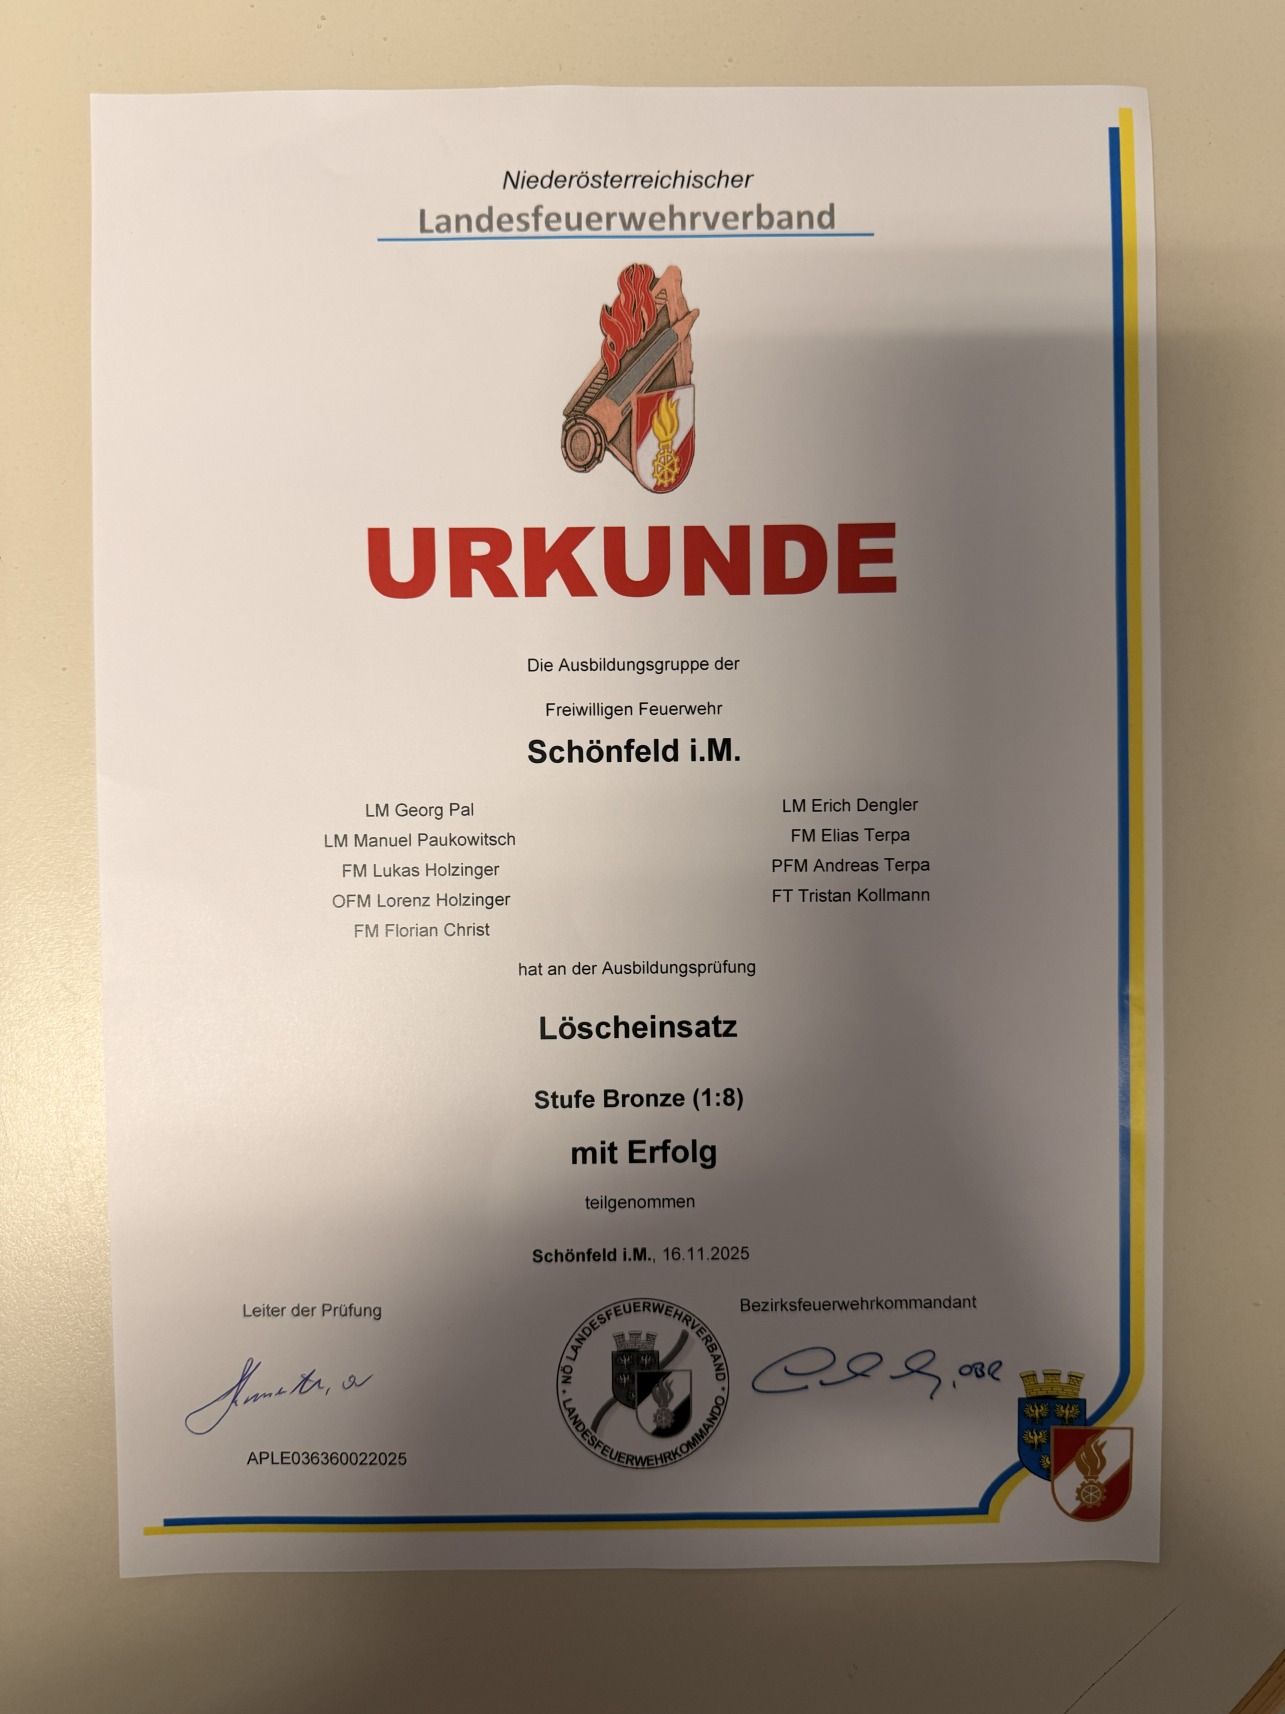 Niederösterreichischer
Landesfeuerwehrverband
URKUNDE
Die Ausbildungsgruppe der
Freiwilligen Feuerwehr
Schönfeld i.M.
LM Georg Pal
LM Manuel Paukowitsch
FM Lukas Holzinger
OFM Lorenz Holzinger
FM Florian Christ
LM Erich Dengler
FM Elias Terpa
PFM Andreas Terpa
FT Tristan Kollmann
hat an der Ausbildungsprüfung
Löscheinsatz
Stufe Bronze (1:8)
mit Erfolg
teilgenommen
Schönfeld i.M., 16.11.2025
Leiter der Prüfung
Bezirksfeuerwehrkommandant
* NÖ LANDESFEUERWEHRVERBAND *
LANDESFEUERWEHRKOMMANDO
, OBR
APLE036360022025